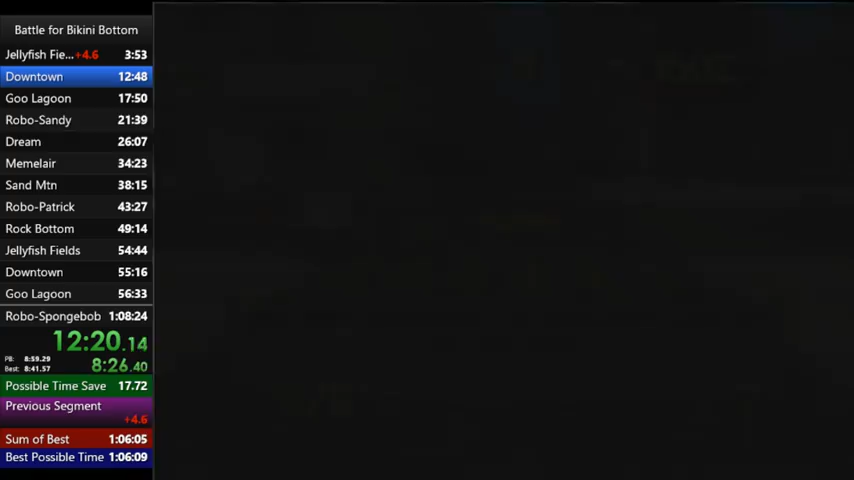 Battle for Bikini Bottom
Jellyfish Fie... +4.6 3:53
Downtown 12:48
Goo Lagoon 17:50
Robo-Sandy 21:39
Dream 26:07
Memelair 34:23
Sand Mtn 38:15
Robo-Patrick 43:27
Rock Bottom 49:14
Jellyfish Fields 54:44
Downtown 55:16
Goo Lagoon 56:33
Robo-Spongebob 1:08:24
12:20.14
PB: 8:59.29
Best: 8:41.57
8:26.40
Possible Time Save 17.72
Previous Segment
+4.6
Sum of Best 1:06:05
Best Possible Time 1:06:09